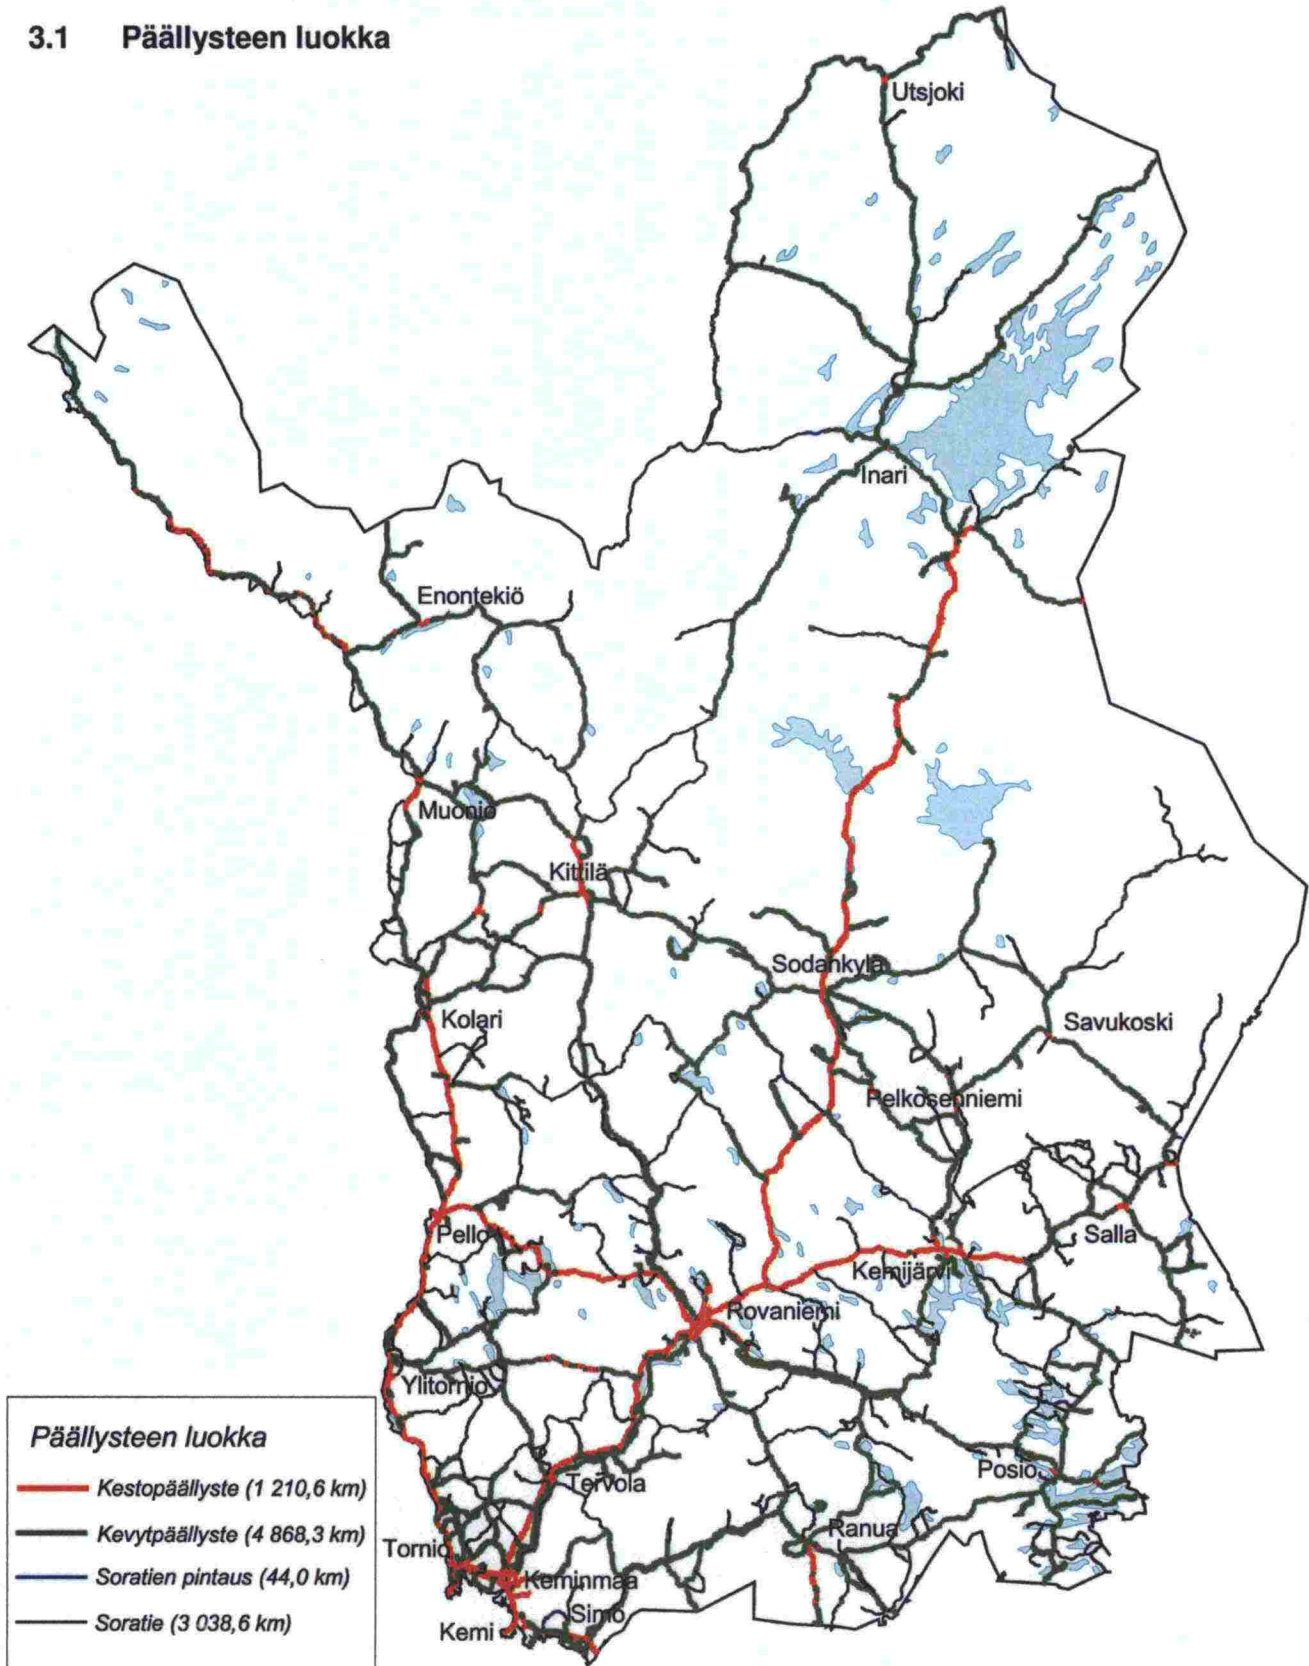 3.1 Päällysteen luokka
Utsjoki
Inari
Enontekiö
Muonio
Kittilä
Sodankylä
Kolari
Savukoski
Pelkosenniemi
Pello
Salla
Kemijärvi
Rovaniemi
Ylitornio
Päällysteen luokka
Kestopäällyste (1 210,6 km)
Kevytpäällyste (4 868,3 km)
Soratien pintaus (44,0 km)
Soratie (3 038,6 km)
Tervola
Posio
Ranua
Tornio
Keminmaa
Simo
Kemi